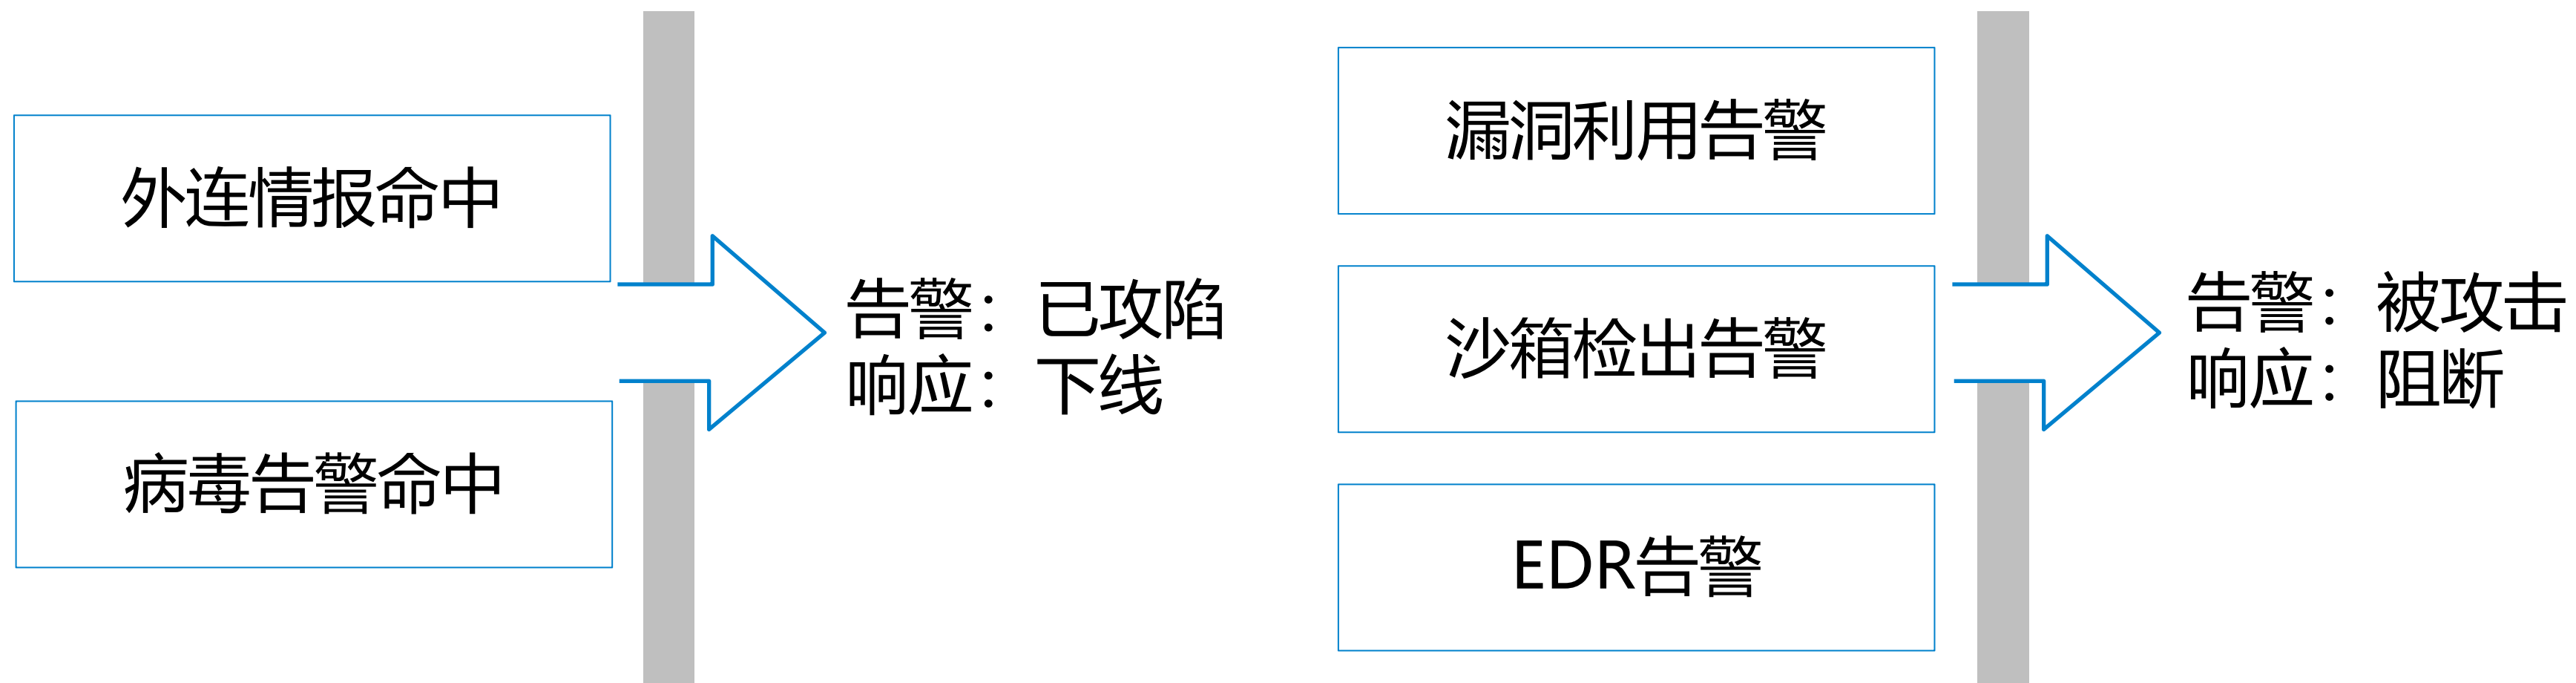 外连情报命中
病毒告警命中
告警：已攻陷
响应：下线
漏洞利用告警
沙箱检出告警
EDR告警
告警：被攻击
响应：阻断